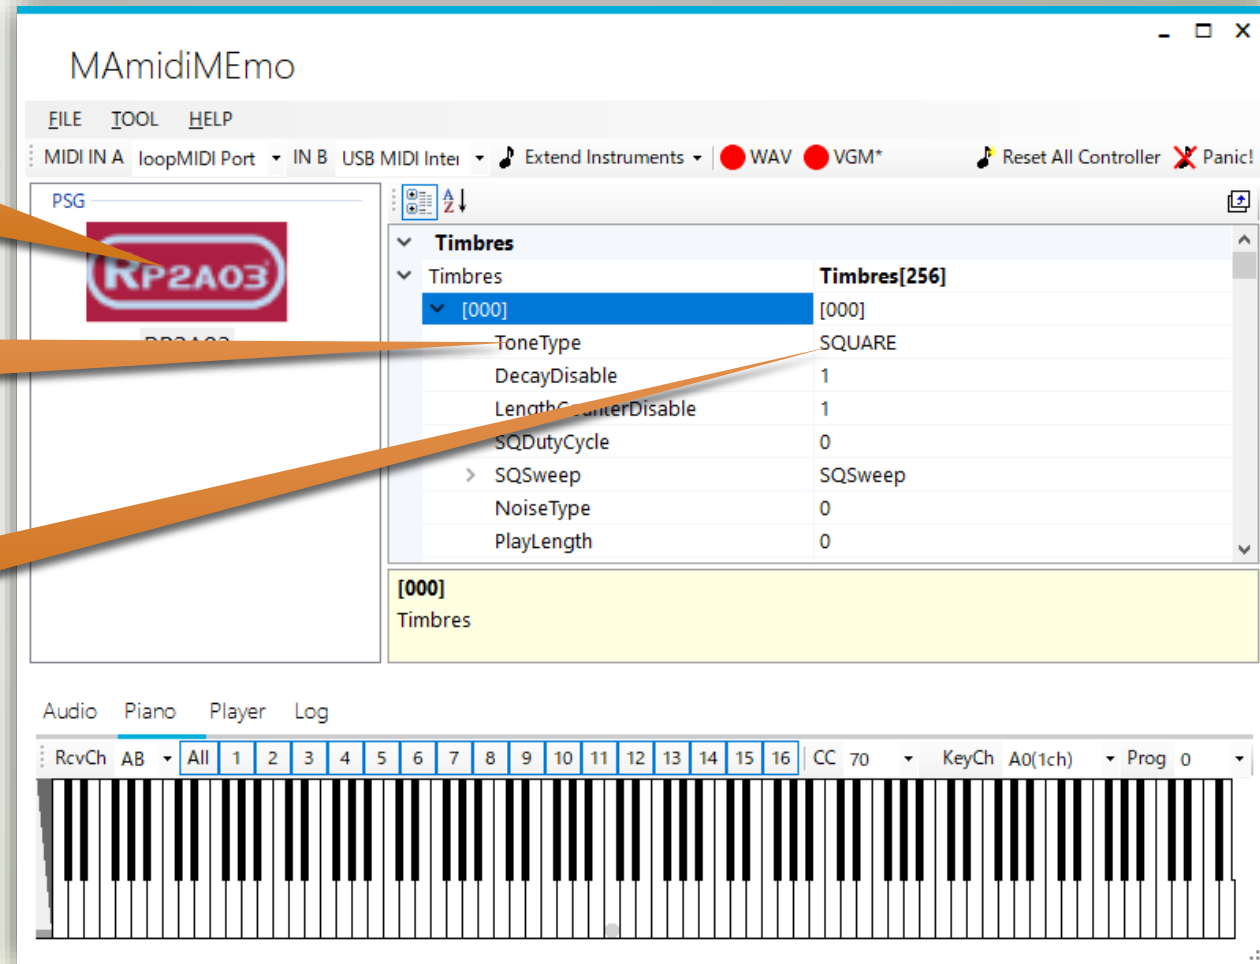 MAmidiMEmo
FILE TOOL HELP
MIDI IN A loopMIDI Port IN B USB MIDI Inter Extend Instruments WAV VGM* Reset All Controller Panic!
PSG
RP2A03
RP2A03
Timbres
Timbres Timbres[256]
[000] [000]
ToneType SQUARE
DecayDisable 1
LengthCounterDisable 1
SQDutyCycle 0
SQSweep SQSweep
NoiseType 0
PlayLength 0
[000]
Timbres
Audio Piano Player Log
RcvCh AB All 1 2 3 4 5 6 7 8 9 10 11 12 13 14 15 16 CC 70 KeyCh A0(1ch) Prog 0